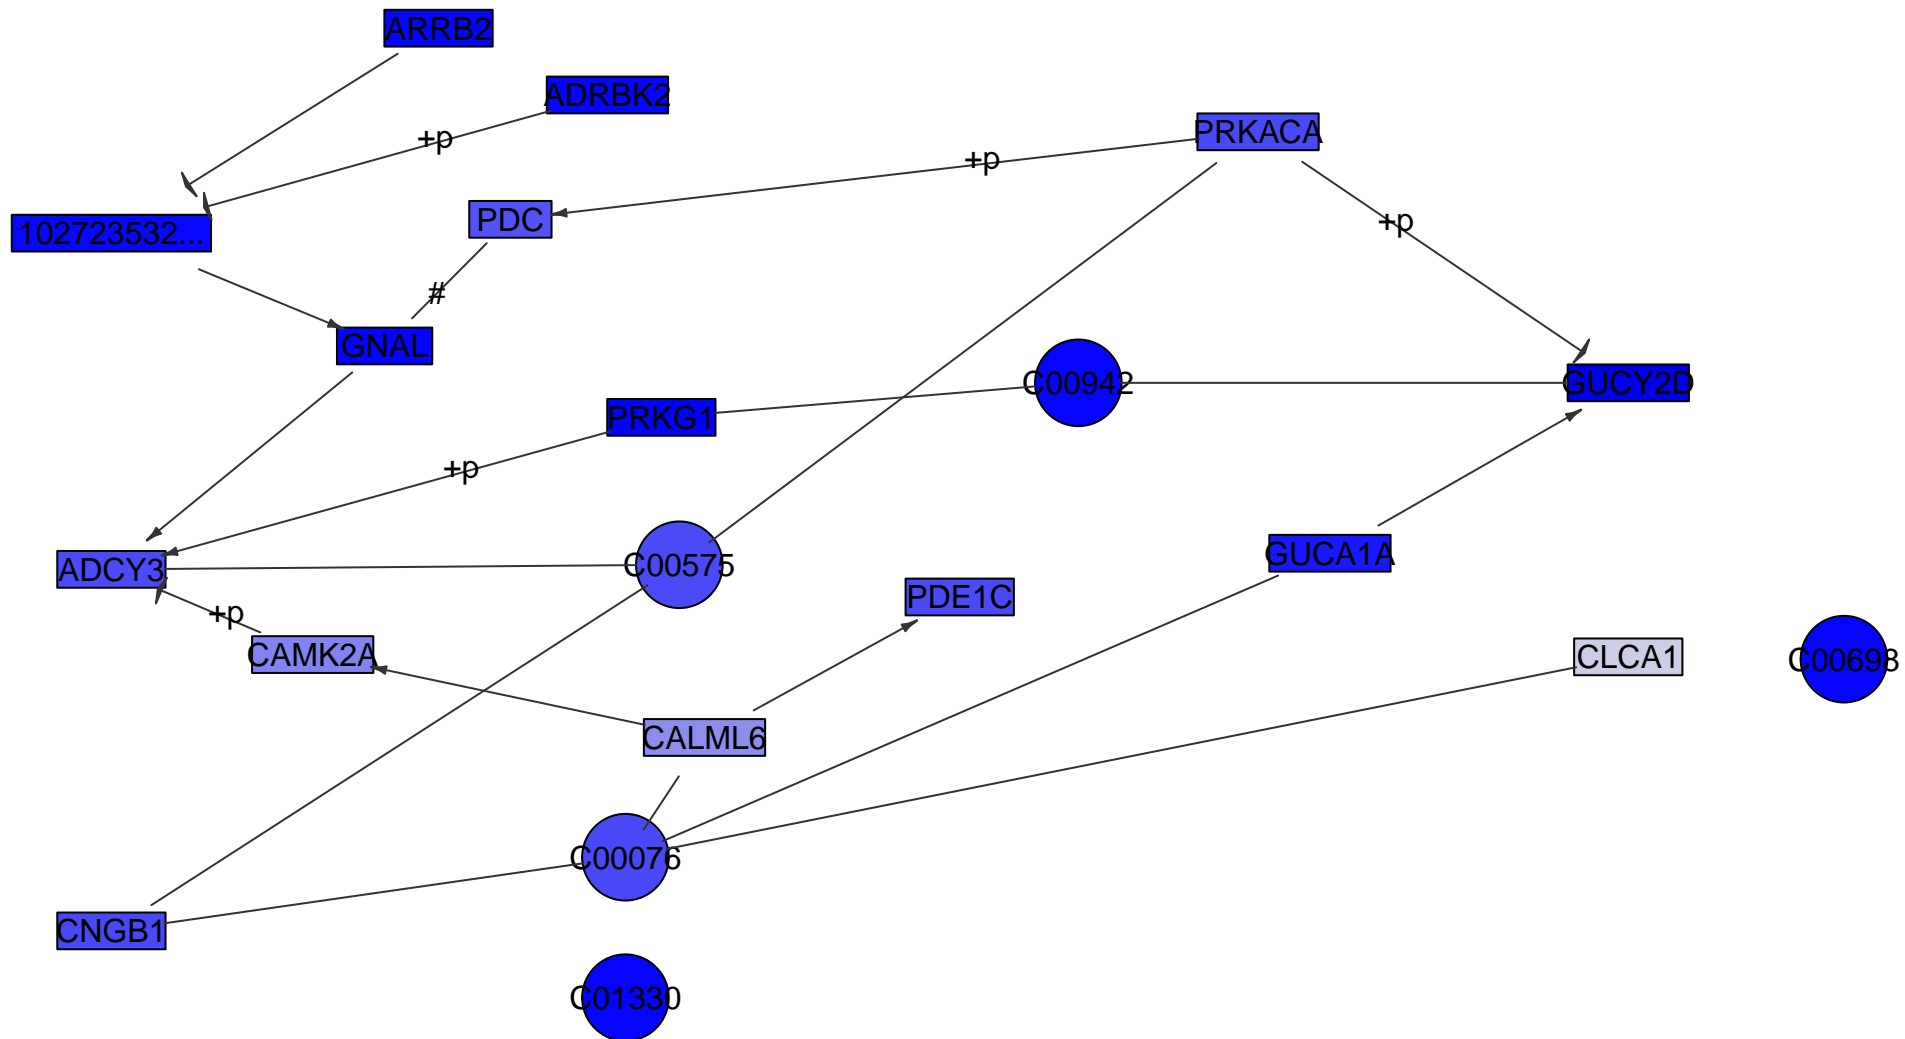 ARRB2
ADRBK2
PRKACA
+p
+p
PDC
+p
102723532...
#
GNAL
C00942
GUCY2D
PRKG1
+p
GUCA1A
ADCY3
C00575
PDE1C
+p
CAMK2A
CLCA1
C00698
CALML6
C00076
CNGB1
C01330